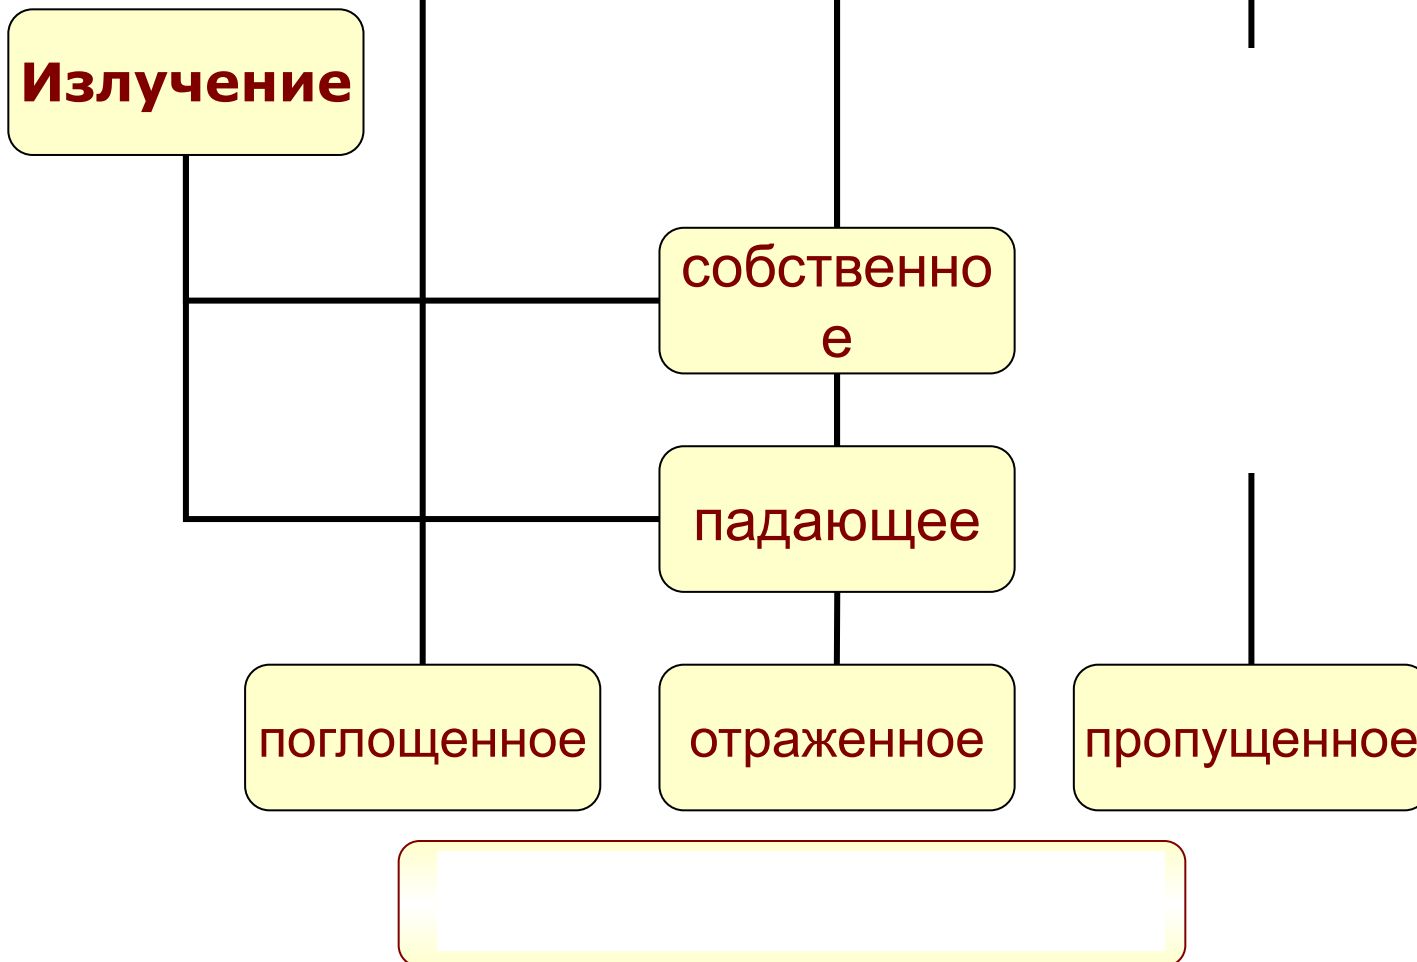 Излучение
собственно
е
падающее
поглощенное
отраженное
пропущенное